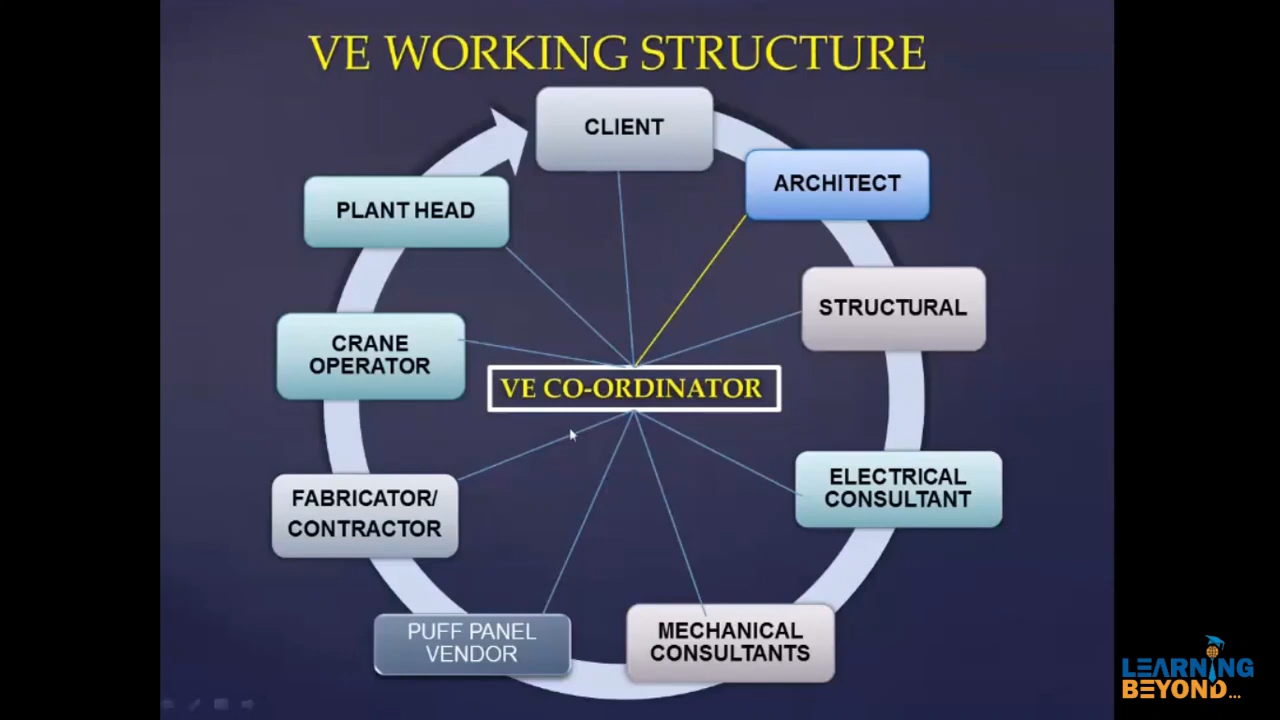 VE WORKING STRUCTURE
CLIENT
ARCHITECT
PLANT HEAD
STRUCTURAL
CRANE
OPERATOR
VE CO-ORDINATOR
ELECTRICAL
CONSULTANT
FABRICATOR/
CONTRACTOR
PUFF PANEL
VENDOR
MECHANICAL
CONSULTANTS
LEARNING
BEYOND...